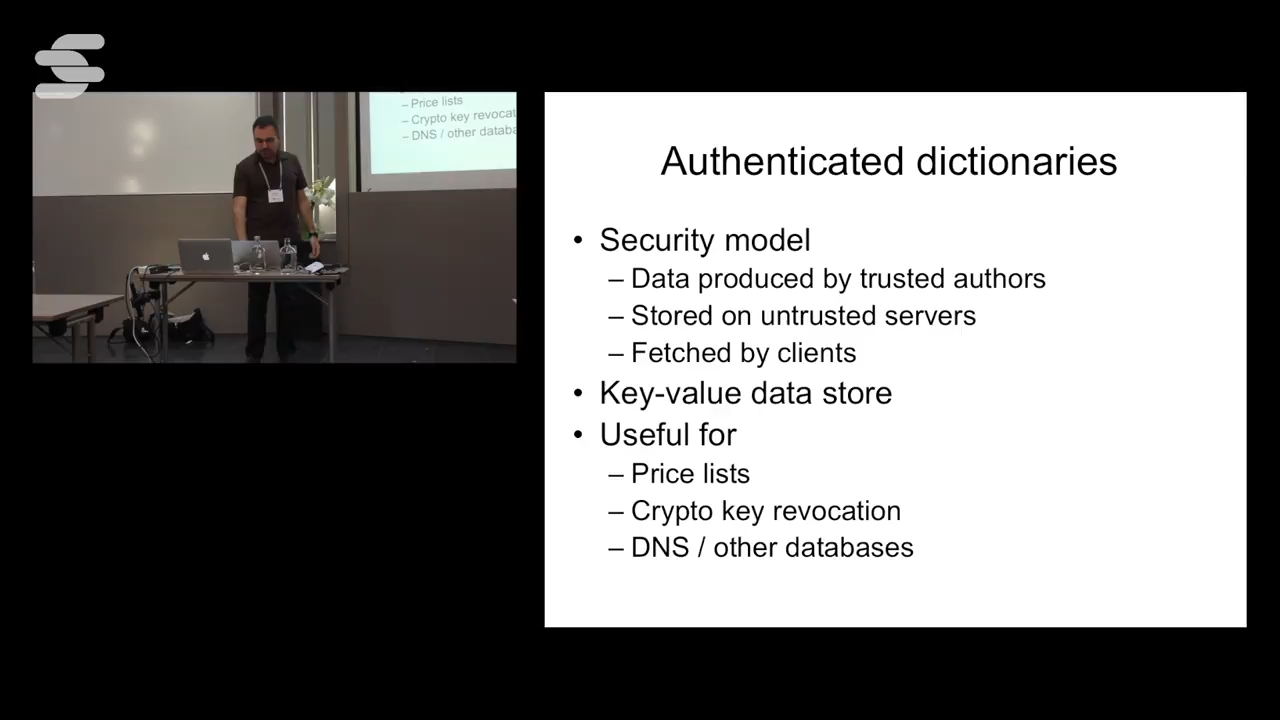 – Price lists
– Crypto key revocat
– DNS / other databa
Authenticated dictionaries
• Security model
– Data produced by trusted authors
– Stored on untrusted servers
– Fetched by clients
• Key-value data store
• Useful for
– Price lists
– Crypto key revocation
– DNS / other databases